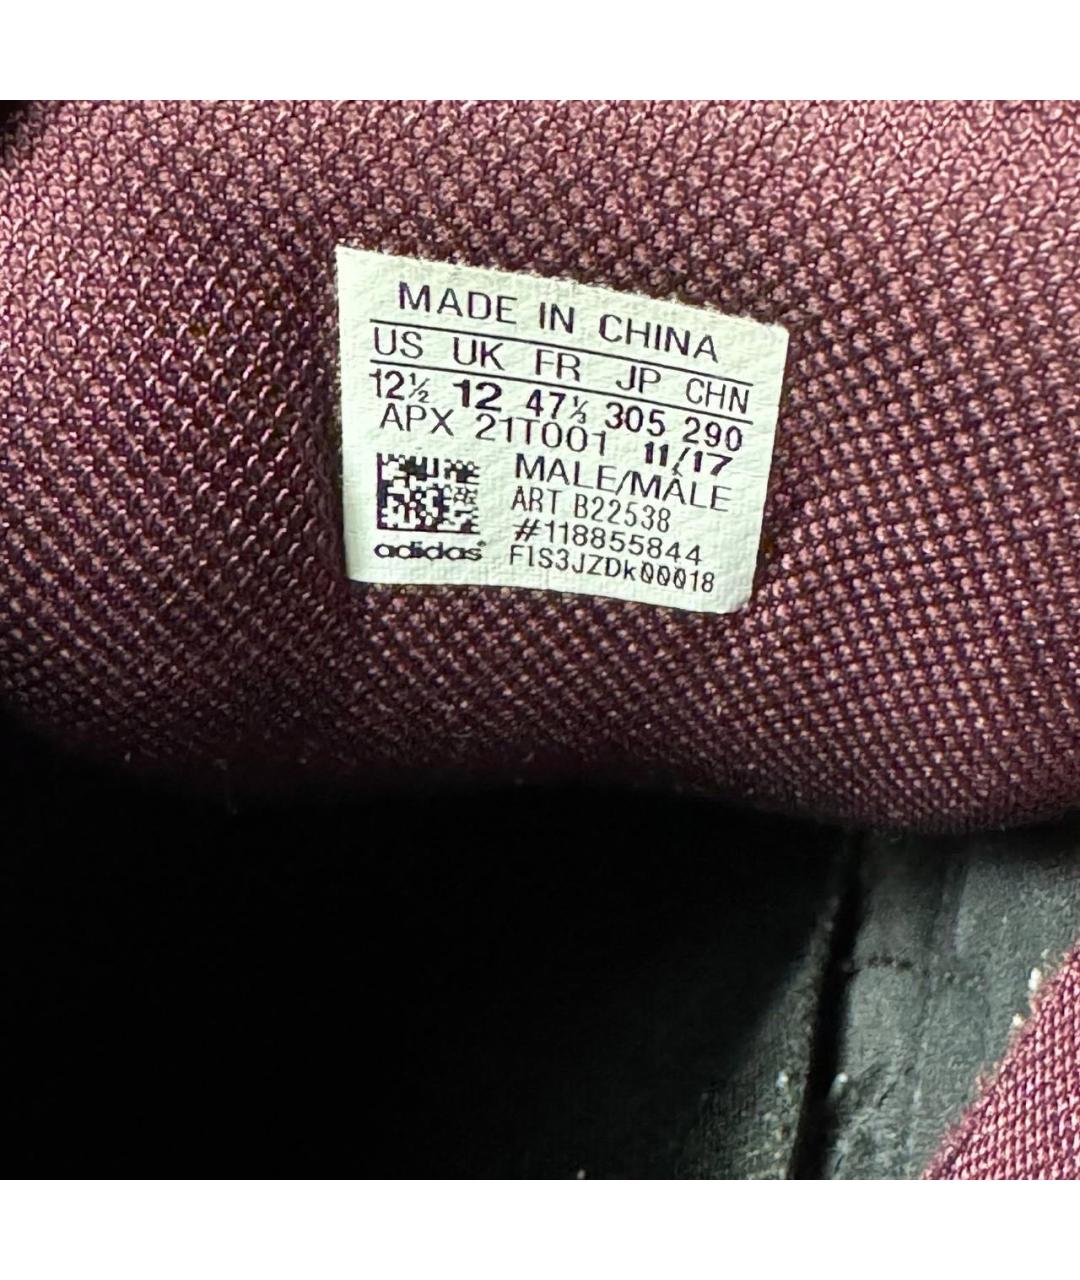 MADE IN CHINA
US UK FR JP CHN
12½ 12 47⅓ 305 290
APX 21T001 11/17
MALE/MÂLE
ART B22538
#118855844
adidas F1S3JZDk00018